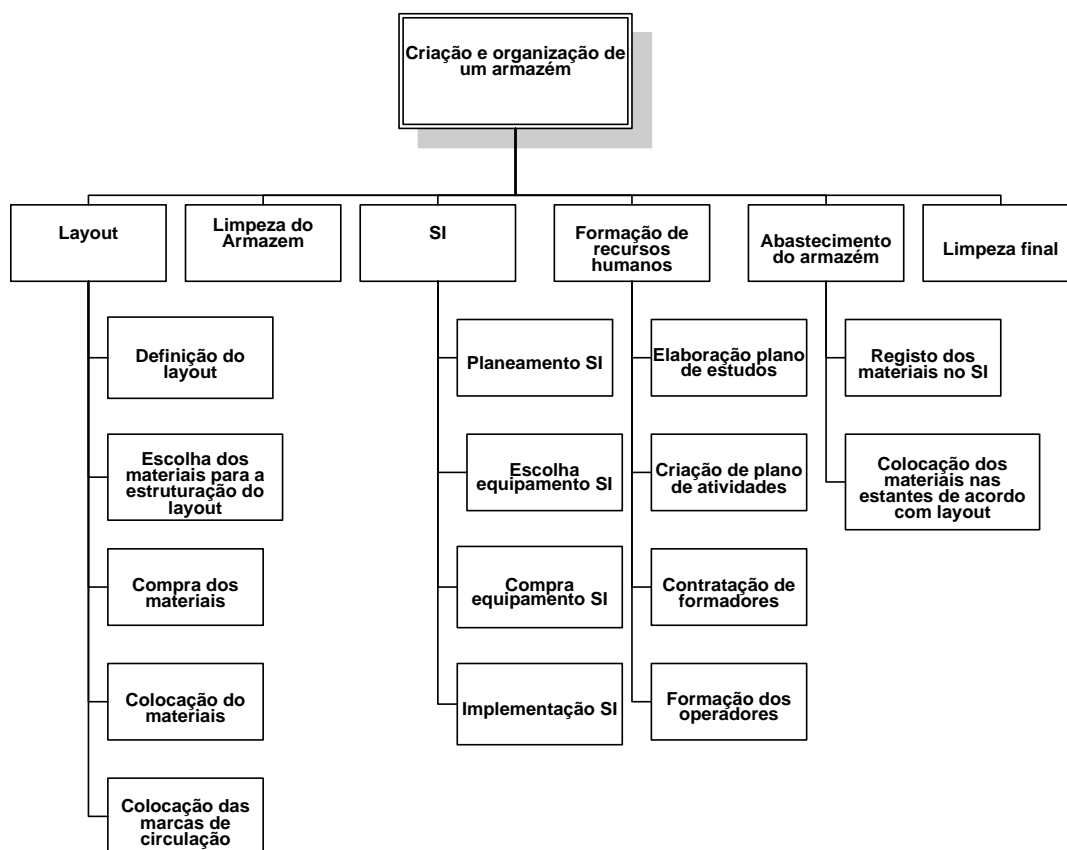 Criação e organização de
um armazém
Layout
Limpeza do
Armazem
SI
Formação de
recursos
humanos
Abastecimento
do armazém
Limpeza final
Definição do
layout
Escolha dos
materiais para a
estruturação do
layout
Compra dos
materiais
Colocação do
materiais
Colocação das
marcas de
circulação
Planeamento SI
Escolha
equipamento SI
Compra
equipamento SI
Implementação SI
Elaboração plano
de estudos
Criação de plano
de atividades
Contratação de
formadores
Formação dos
operadores
Registo dos
materiais no SI
Colocação dos
materiais nas
estantes de acordo
com layout